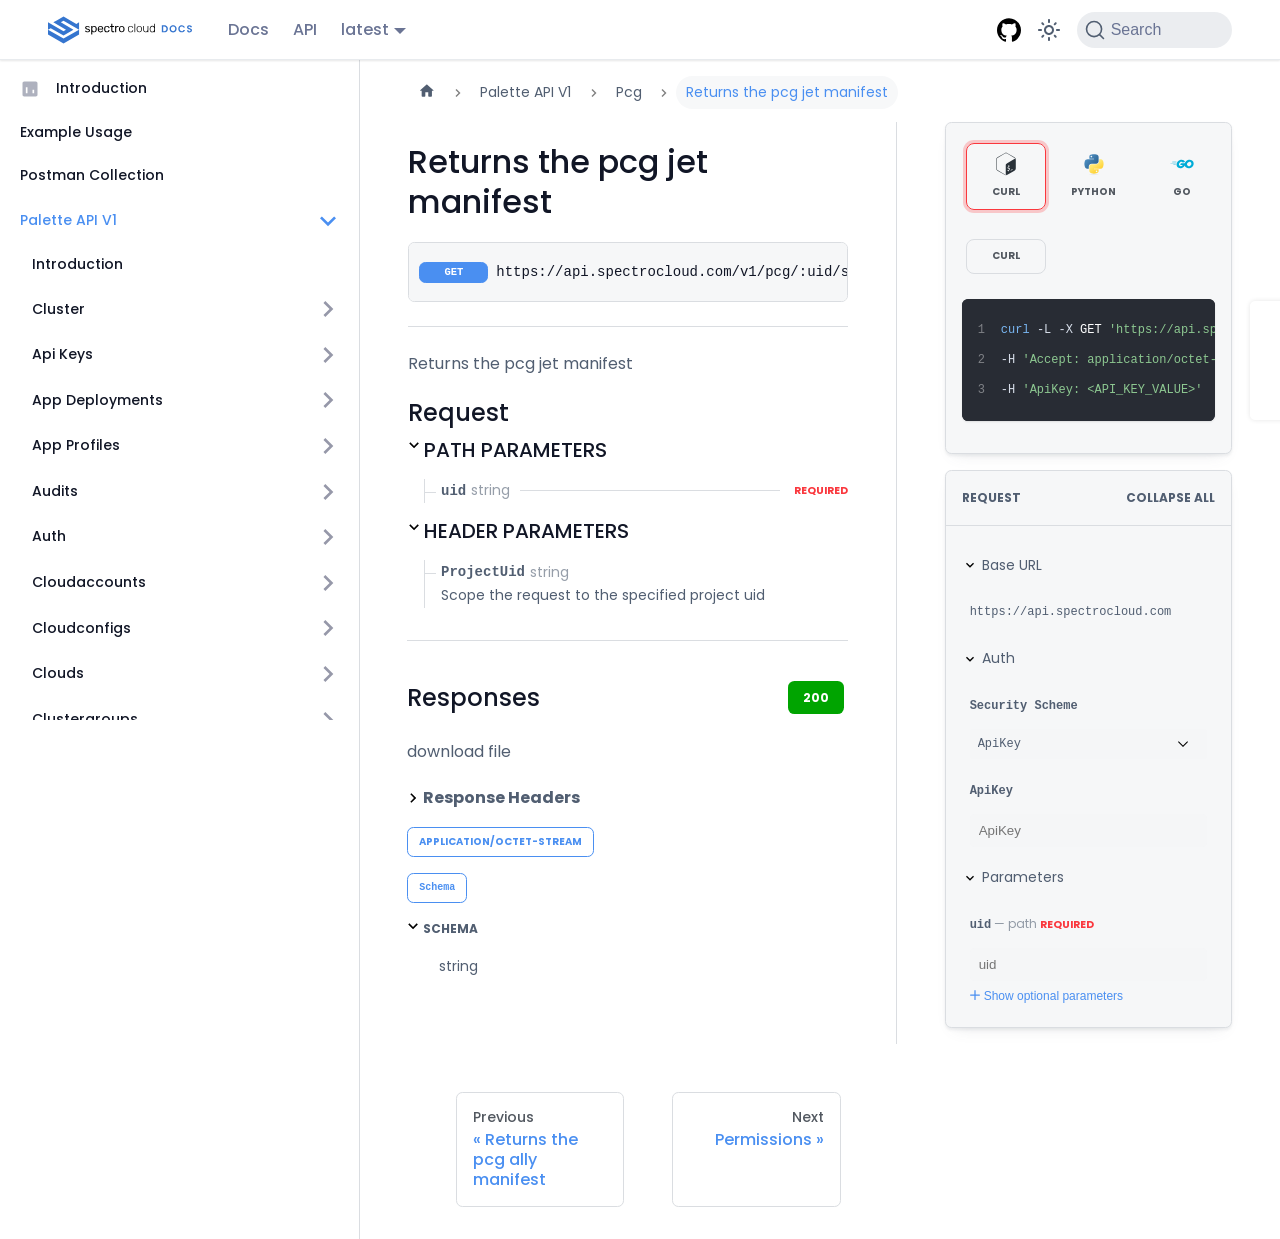 spectro cloud DOCS
Docs
API
latest
Search
Introduction
Example Usage
Postman Collection
Palette API V1
Introduction
Cluster
Api Keys
App Deployments
App Profiles
Audits
Auth
Cloudaccounts
Cloudconfigs
Clouds
Clustergroups
Palette API V1
Pcg
Returns the pcg jet manifest
Returns the pcg jet
manifest
GET https://api.spectrocloud.com/v1/pcg/:uid/s
Returns the pcg jet manifest
Request
PATH PARAMETERS
uid string REQUIRED
HEADER PARAMETERS
ProjectUid string
Scope the request to the specified project uid
Responses
200
download file
Response Headers
APPLICATION/OCTET-STREAM
Schema
SCHEMA
string
CURL
PYTHON
GO
CURL
1 curl -L -X GET 'https://api.sp
2 -H 'Accept: application/octet-
3 -H 'ApiKey: <API_KEY_VALUE>'
REQUEST
COLLAPSE ALL
Base URL
https://api.spectrocloud.com
Auth
Security Scheme
ApiKey
ApiKey
ApiKey
Parameters
uid — path REQUIRED
uid
Show optional parameters
Previous
« Returns the
pcg ally
manifest
Next
Permissions »